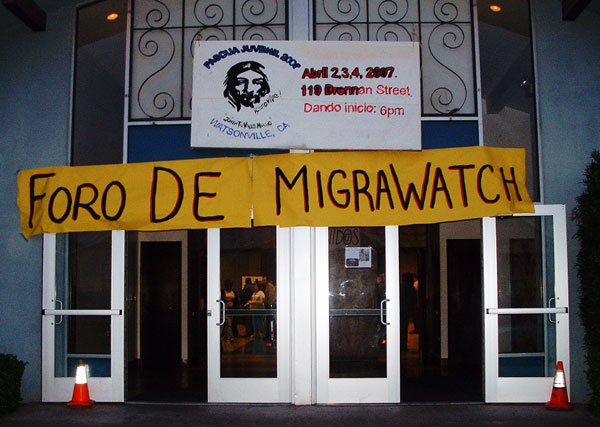 PASCUA JUVENIL 2007
Abril 2,3,4, 2007.
119 Brennan Street
Dando inicio: 6pm
WATSONVILLE, CA
FORO DE MIGRAWATCH